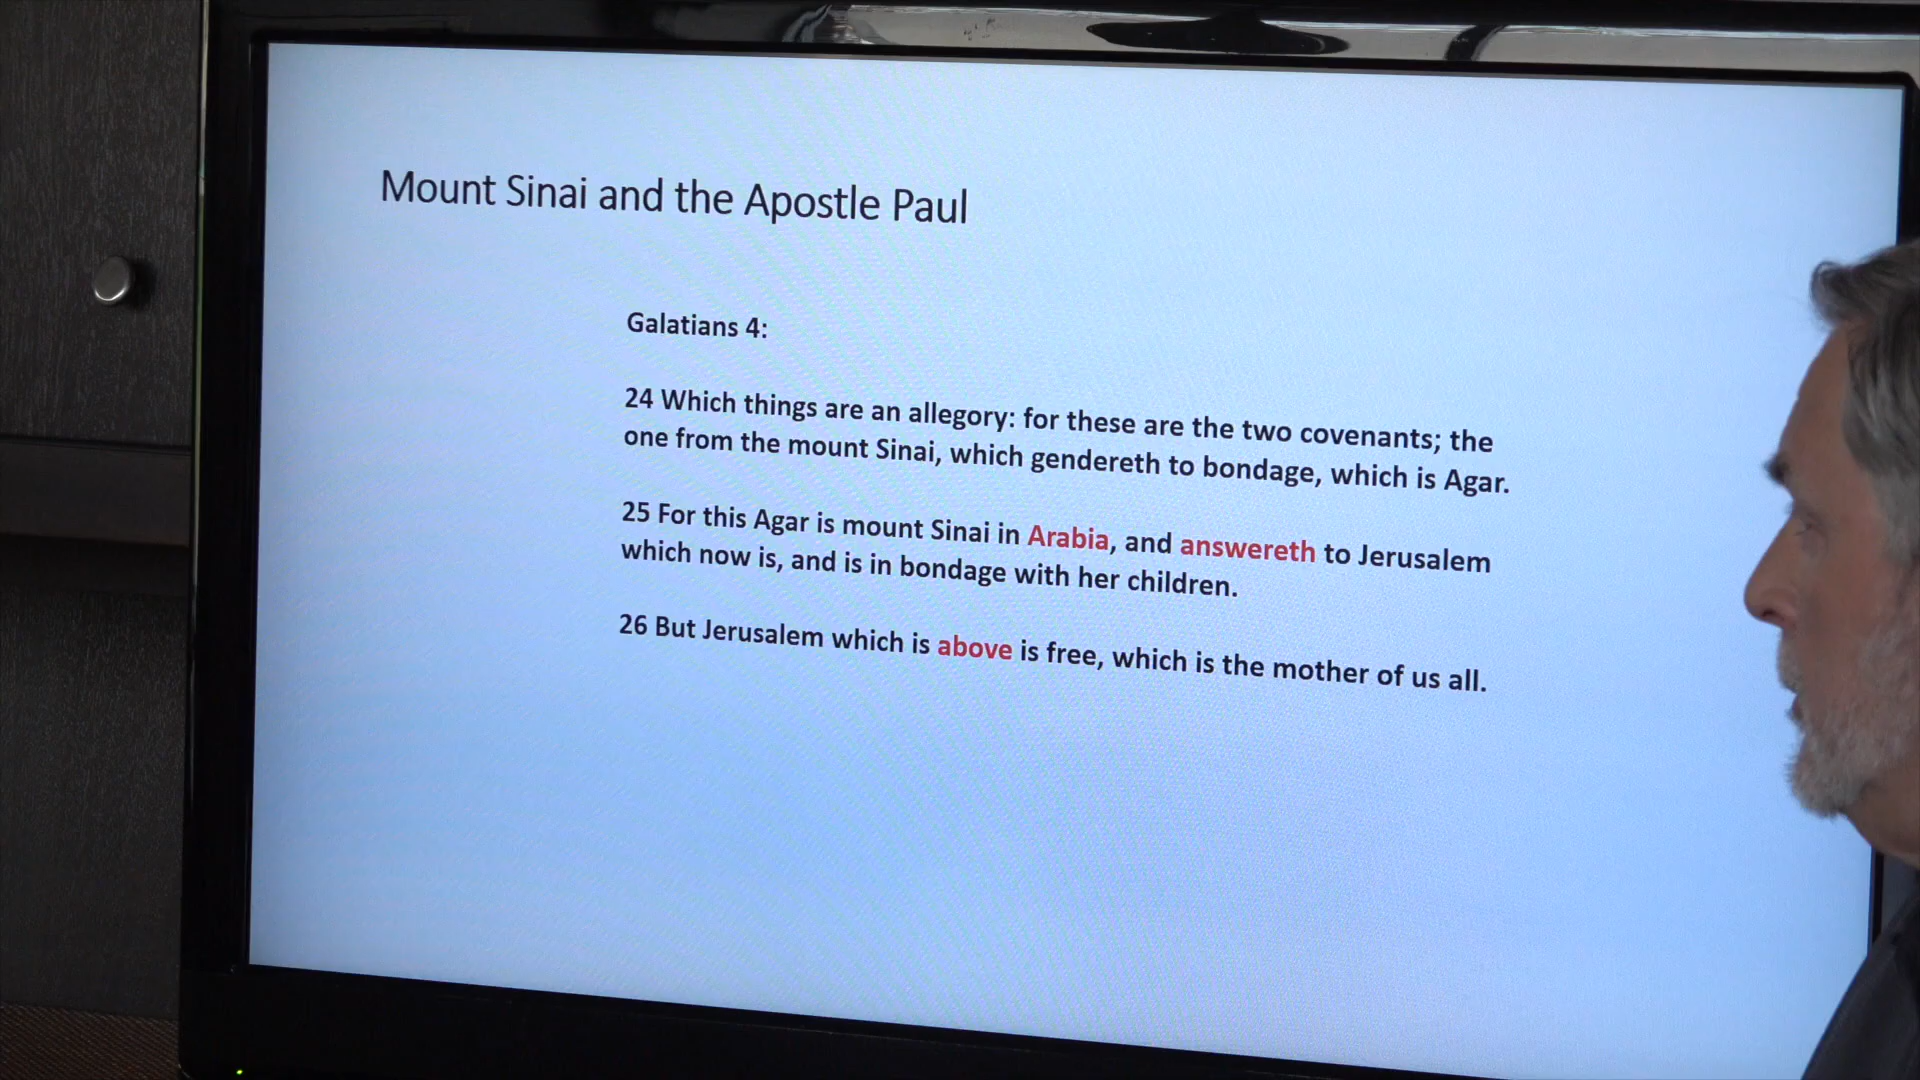 Mount Sinai and the Apostle Paul
Galatians 4:
24 Which things are an allegory: for these are the two covenants; the
one from the mount Sinai, which gendereth to bondage, which is Agar.
25 For this Agar is mount Sinai in Arabia, and answereth to Jerusalem
which now is, and is in bondage with her children.
26 But Jerusalem which is above is free, which is the mother of us all.